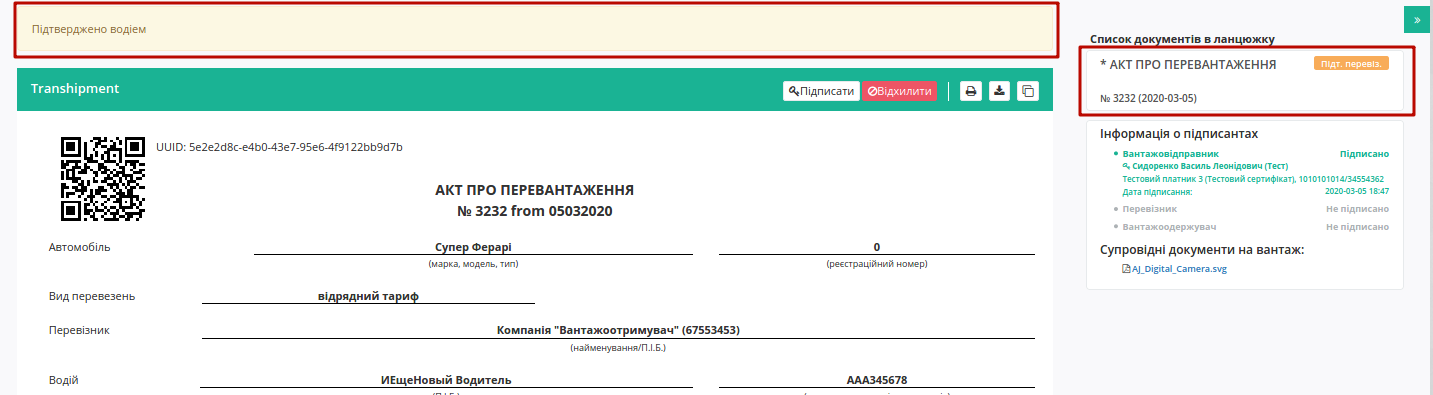 Підтверджено водієм
Transhipment
Підписати
Відхилити
»
UUID: 5e2e2d8c-e4b0-43e7-95e6-4f9122bb9d7b
АКТ ПРО ПЕРЕВАНТАЖЕННЯ
№ 3232 from 05032020
Автомобіль
Супер Ферарі
0
(марка, модель, тип)
(реєстраційний номер)
Вид перевезень
відрядний тариф
Перевізник
Компанія "Вантажоотримувач" (67553453)
(найменування/П.І.Б.)
Водій
ИЕщеНовый Водитель
ААА345678
Список документів в ланцюжку
* АКТ ПРО ПЕРЕВАНТАЖЕННЯ
Підт. перевіз.
№ 3232 (2020-03-05)
Інформація о підписантах
Вантажовідправник Підписано
Сидоренко Василь Леонідович (Тест)
Тестовий платник 3 (Тестовий сертифікат), 1010101014/34554362
Дата підписання: 2020-03-05 18:47
Перевізник Не підписано
Вантажоодержувач Не підписано
Супровідні документи на вантаж:
AJ_Digital_Camera.svg